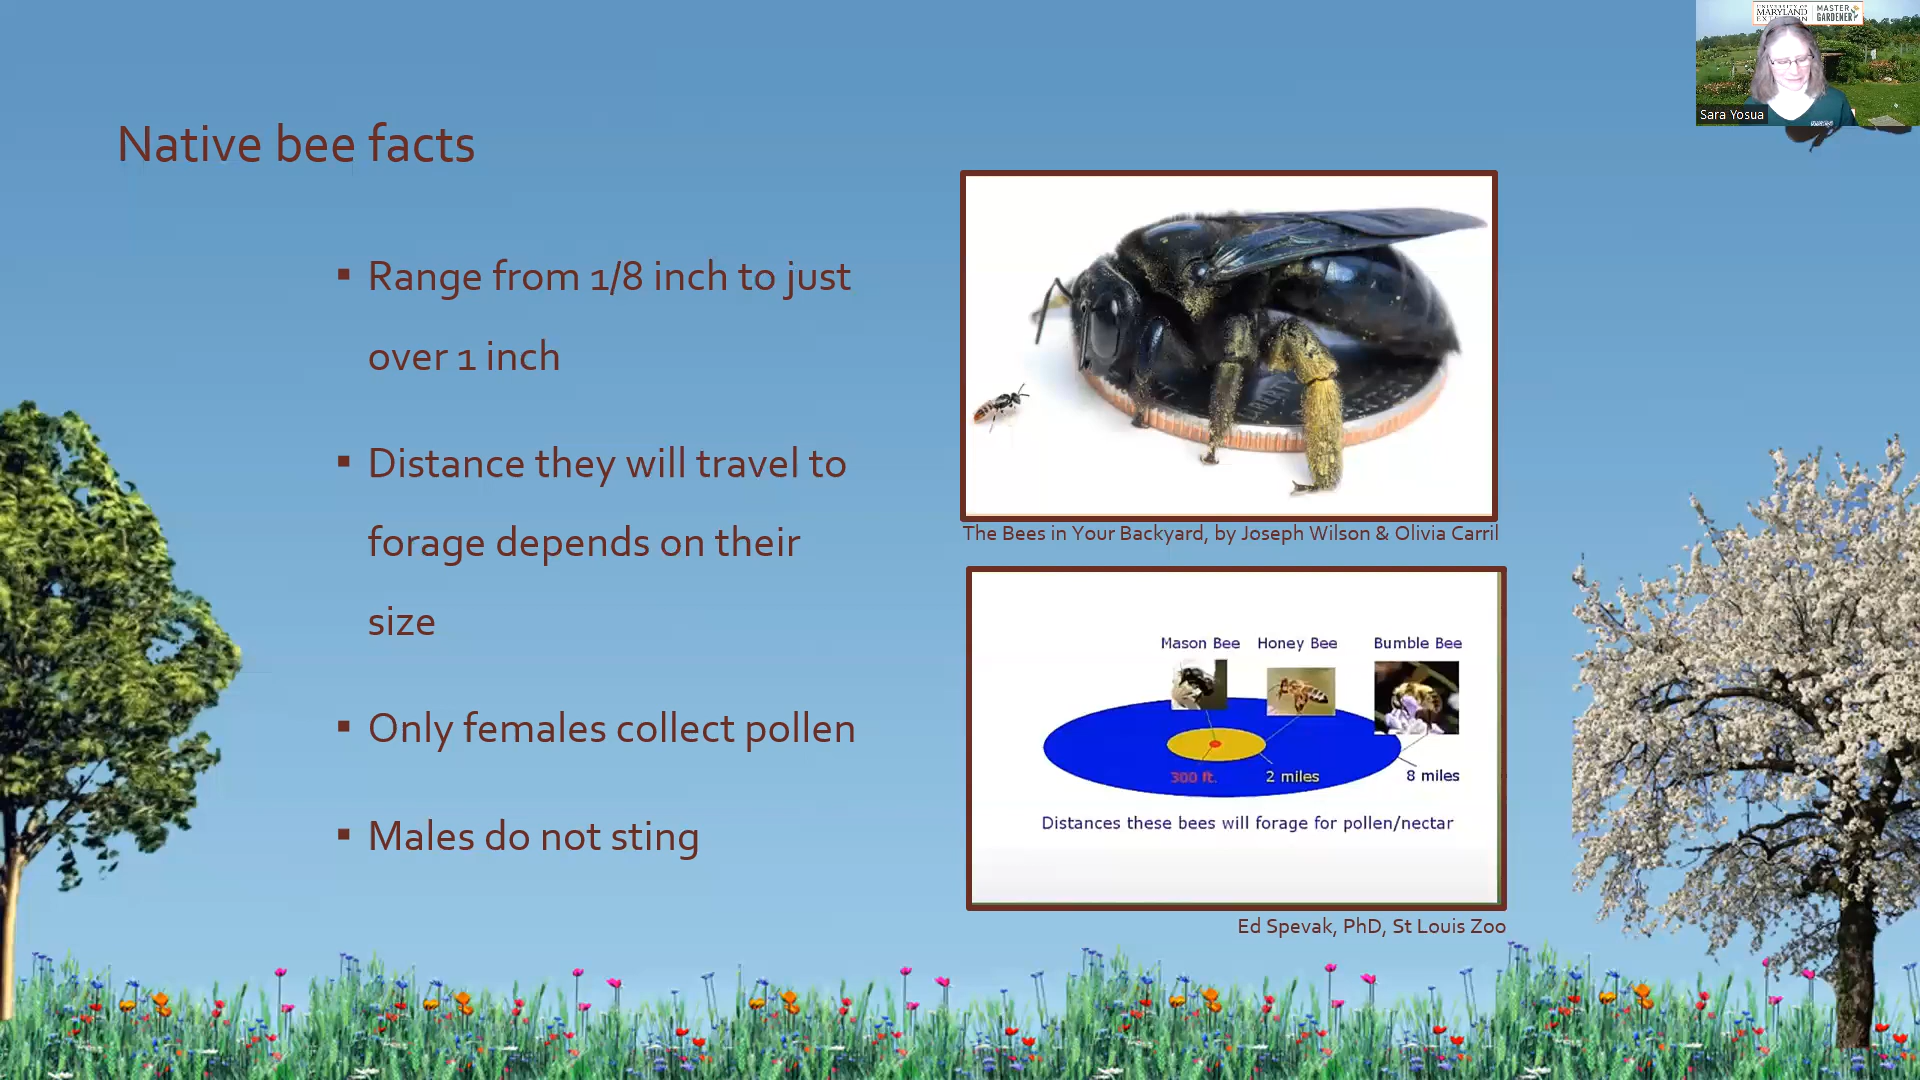 UNIVERSITY OF
MARYLAND
EXTENSION
MASTER
GARDENER
Sara Yosua
Native bee facts
▪ Range from 1/8 inch to just
over 1 inch
▪ Distance they will travel to
forage depends on their
size
▪ Only females collect pollen
▪ Males do not sting
The Bees in Your Backyard, by Joseph Wilson & Olivia Carril
Mason Bee Honey Bee Bumble Bee
300 ft. 2 miles 8 miles
Distances these bees will forage for pollen/nectar
Ed Spevak, PhD, St Louis Zoo